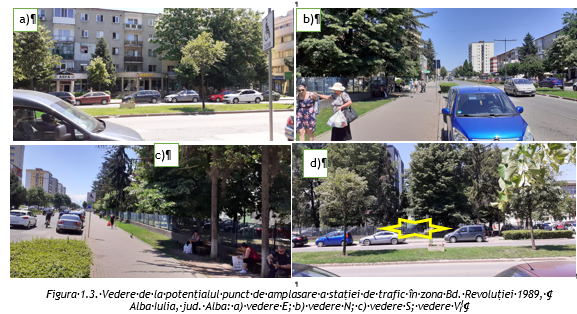 a)¶
b)¶
c)¶
d)¶
Figura·1.3.·Vedere·de·la·potențialul·punct·de·amplasare·a·stației·de·trafic·în·zona·Bd.·Revoluției·1989,·¢
Alba·Iulia,·jud.·Alba:·a)·vedere·E;·b)·vedere·N;·c)·vedere·S;·vedere·V¶¢